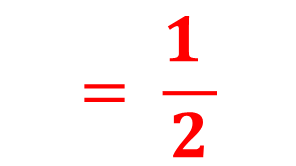 = 1/2